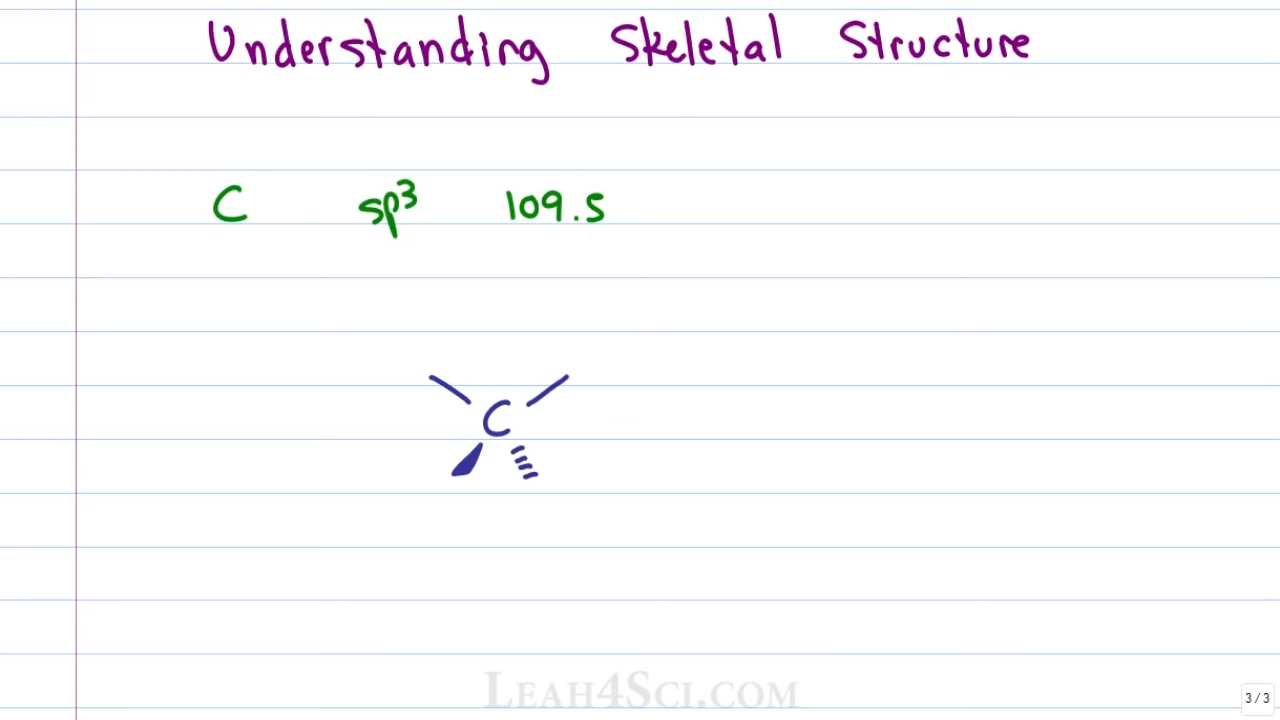 Understanding Skeletal Structure
C sp³ 109.5
C
LEAH4SCI.COM
3/3